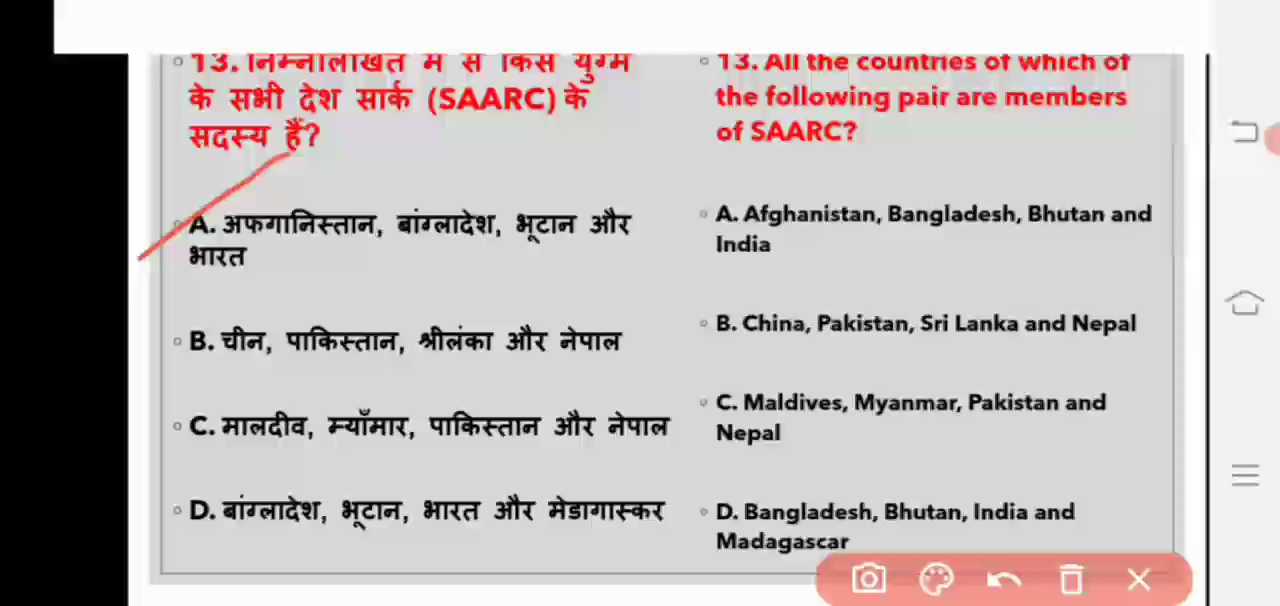 13. निम्नलिखित में से किस युग्म
के सभी देश सार्क (SAARC) के
सदस्य हैं?
A. अफगानिस्तान, बांग्लादेश, भूटान और
भारत
B. चीन, पाकिस्तान, श्रीलंका और नेपाल
C. मालदीव, म्याँमार, पाकिस्तान और नेपाल
D. बांग्लादेश, भूटान, भारत और मेडागास्कर
13. All the countries of which of
the following pair are members
of SAARC?
A. Afghanistan, Bangladesh, Bhutan and
India
B. China, Pakistan, Sri Lanka and Nepal
C. Maldives, Myanmar, Pakistan and
Nepal
D. Bangladesh, Bhutan, India and
Madagascar